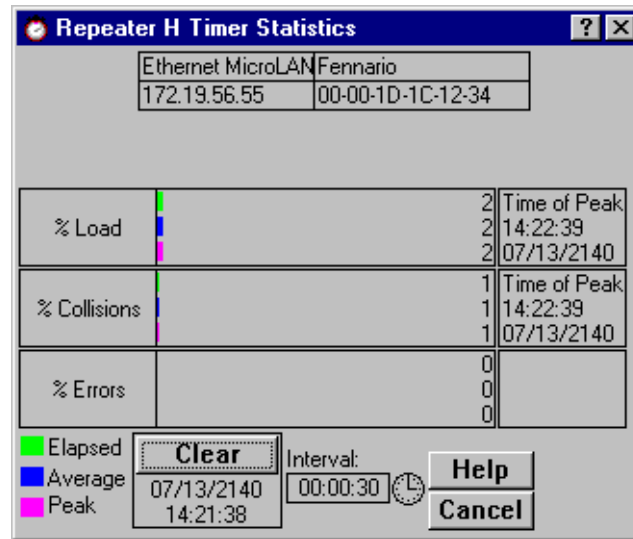 Repeater H Timer Statistics
Ethernet MicroLAN Fennario
172.19.56.55 00-00-1D-1C-12-34
% Load
2
2
2
Time of Peak
14:22:39
07/13/2140
% Collisions
1
1
1
Time of Peak
14:22:39
07/13/2140
% Errors
0
0
0
Elapsed
Average
Peak
Clear
07/13/2140
14:21:38
Interval:
00:00:30
Help
Cancel